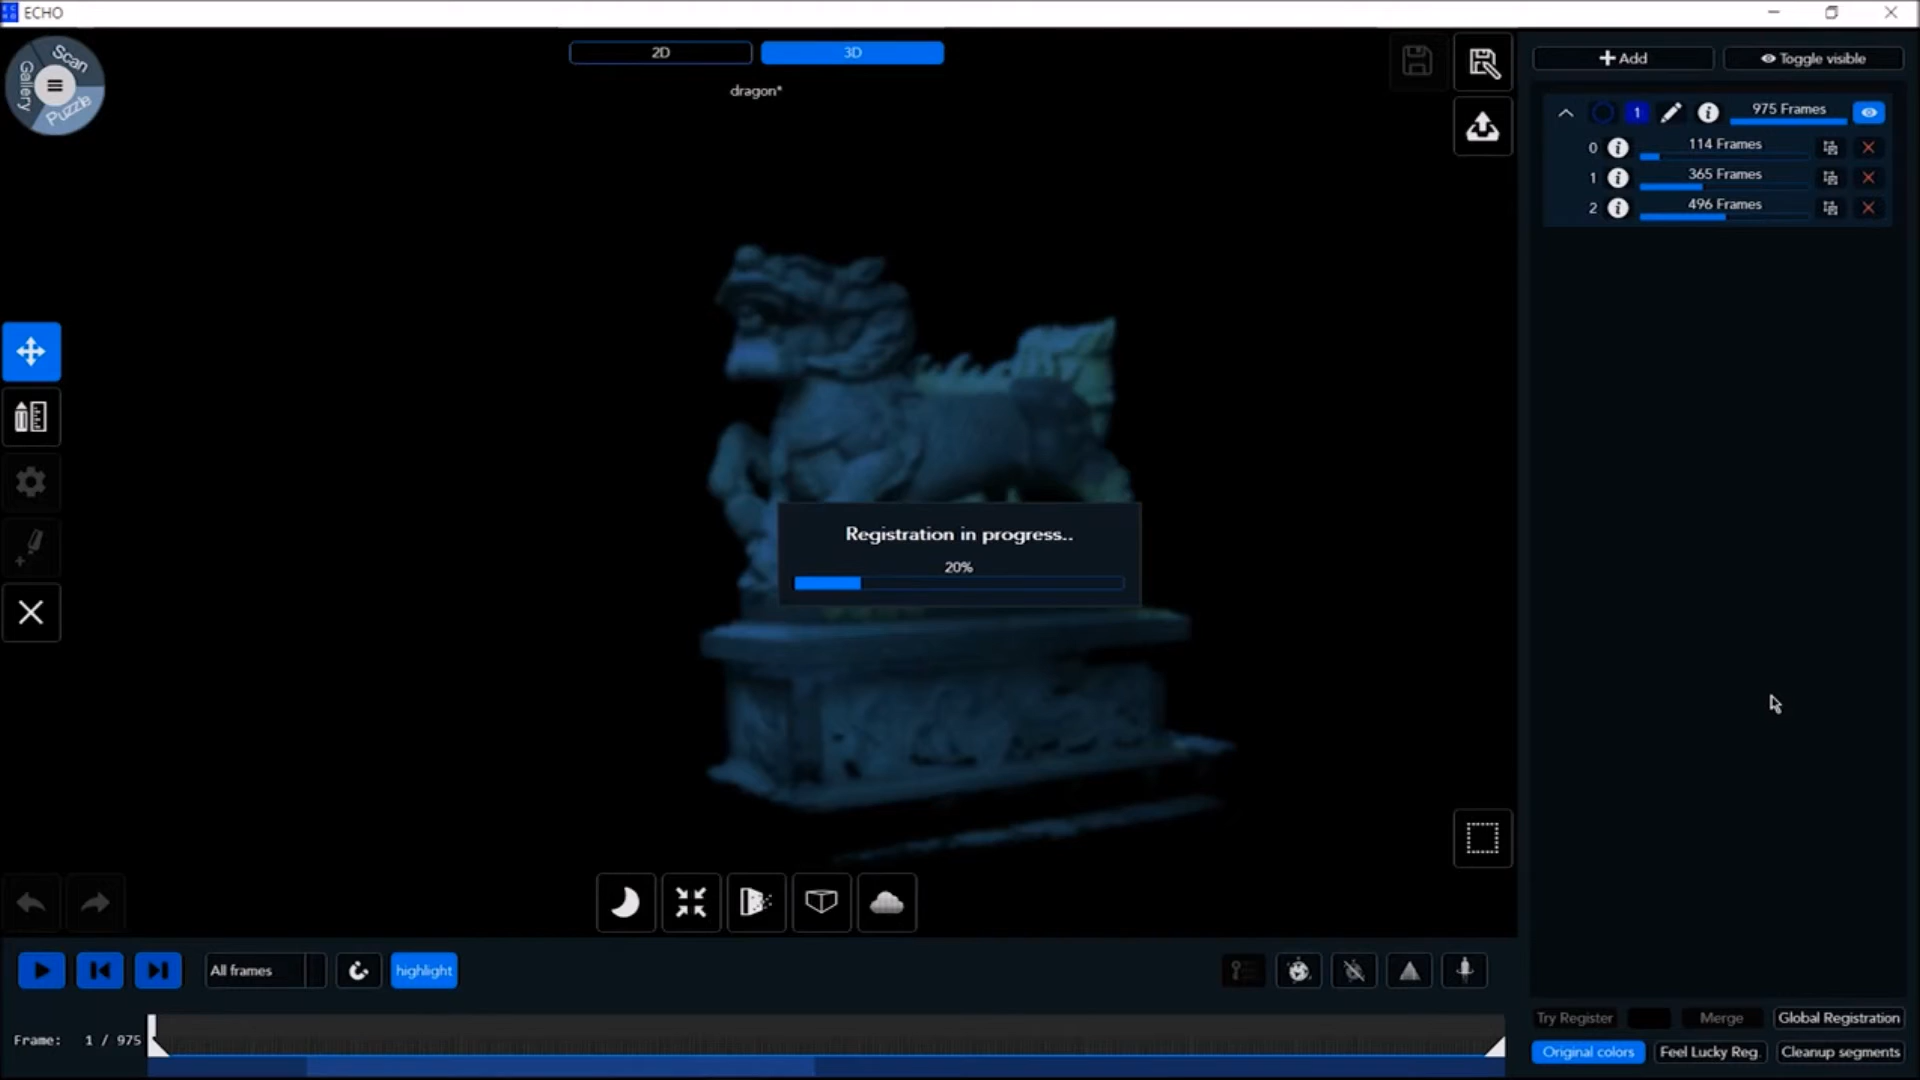 ECHO
Scan
Gallery
Puzzle
2D
3D
dragon*
Add
Toggle visible
1
975 Frames
0
114 Frames
1
365 Frames
2
496 Frames
Registration in progress..
20%
All frames
highlight
Frame: 1 / 975
Try Register
Merge
Global Registration
Original colors
Feel Lucky Reg.
Cleanup segments